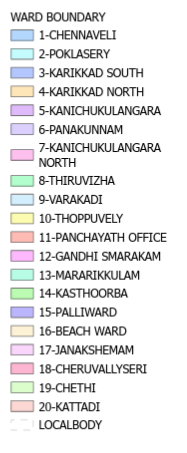 WARD BOUNDARY
1-CHENNAVELI
2-POKLASERY
3-KARIKKAD SOUTH
4-KARIKKAD NORTH
5-KANICHUKULANGARA
6-PANAKUNNAM
7-KANICHUKULANGARA
NORTH
8-THIRUVIZHA
9-VARAKADI
10-THOPPUVELY
11-PANCHAYATH OFFICE
12-GANDHI SMARAKAM
13-MARARIKKULAM
14-KASTHOORBA
15-PALLIWARD
16-BEACH WARD
17-JANAKSHEMAM
18-CHERUVALLYSERI
19-CHETHI
20-KATTADI
LOCALBODY